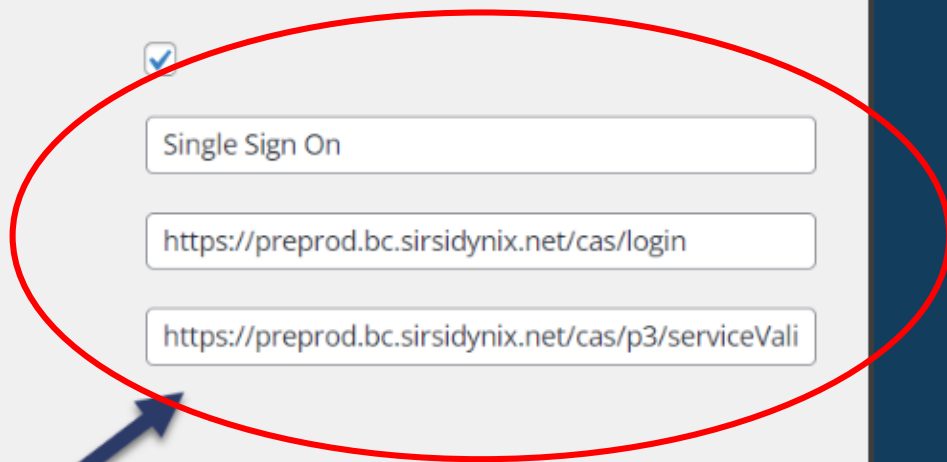 Single Sign On
https://preprod.bc.sirsidynix.net/cas/login
https://preprod.bc.sirsidynix.net/cas/p3/serviceVali